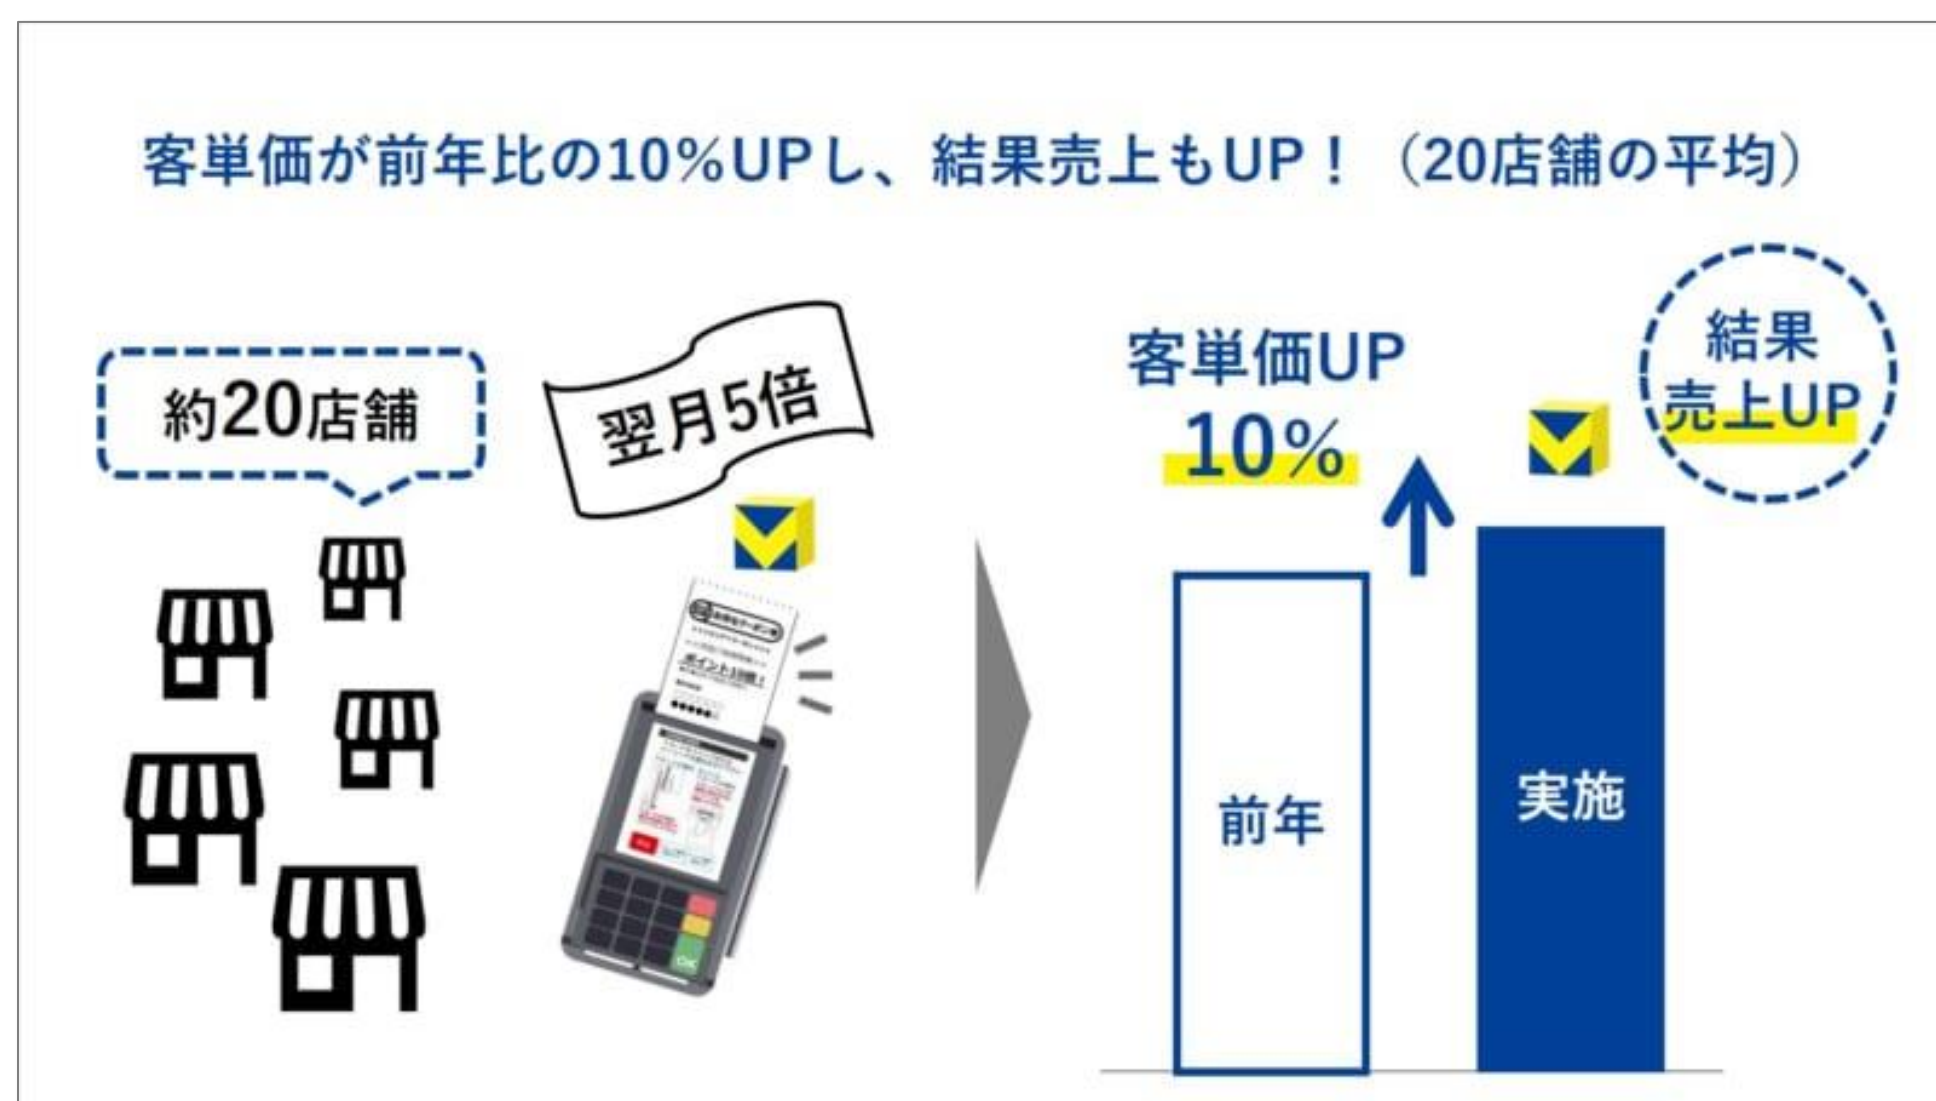 客単価が前年比の10%UPし、結果売上もUP！（20店舗の平均）
約20店舗
翌月5倍
OK
客単価UP
10%
結果
売上UP
前年
実施